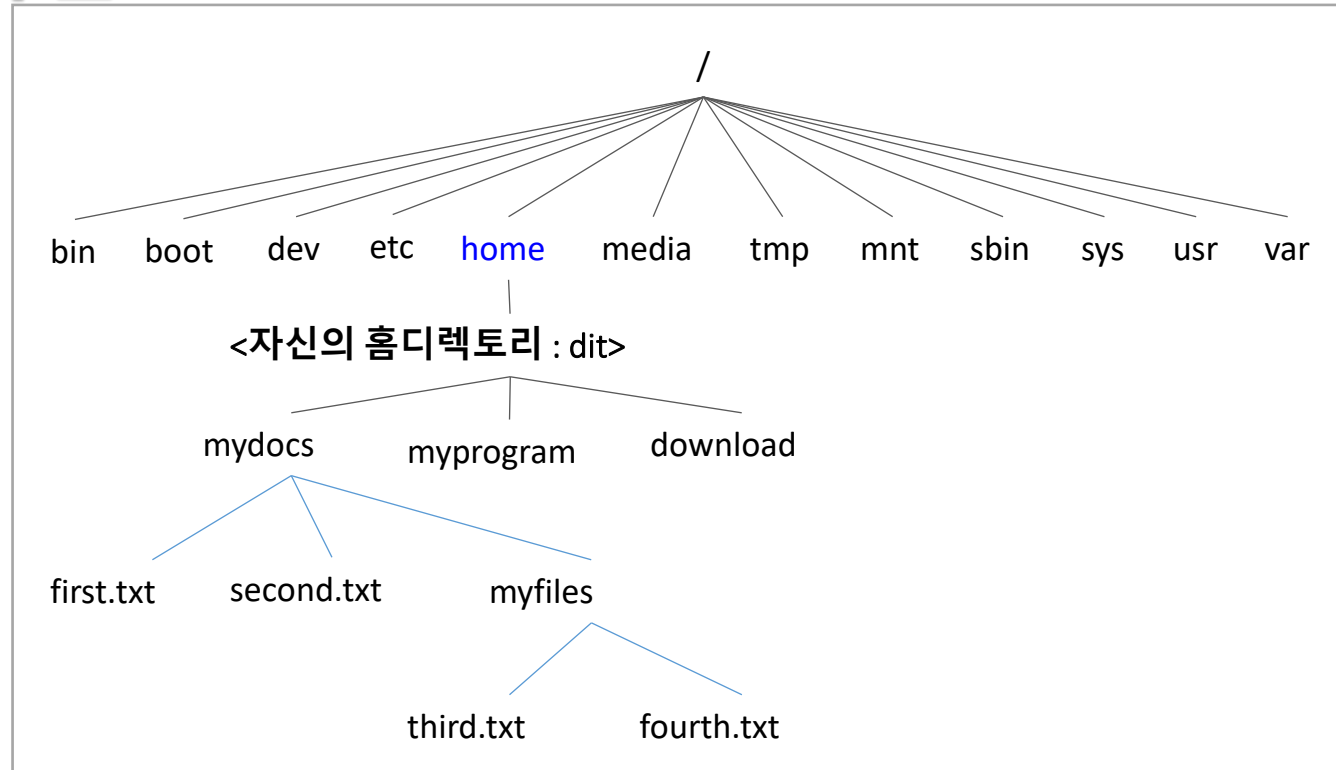 /
bin boot dev etc home media tmp mnt sbin sys usr var
<자신의 홈디렉토리 : dit>
mydocs myprogram download
first.txt second.txt myfiles
third.txt fourth.txt